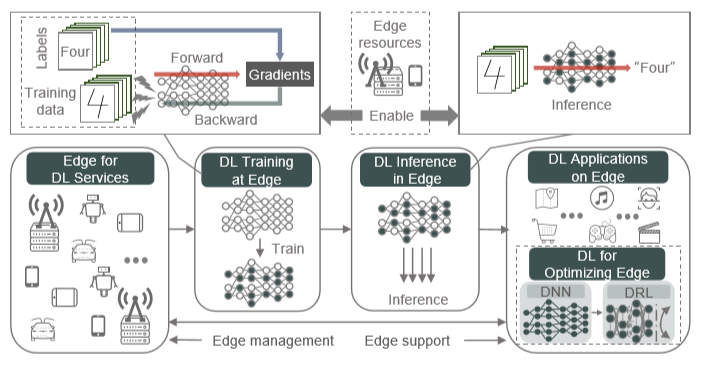 Labels
Four
Training
data
4
Forward
Gradients
Backward
Edge
resources
Enable
4
"Four"
Inference
Edge for
DL Services
DL Training
at Edge
Train
DL Inference
in Edge
Inference
DL Applications
on Edge
DL for
Optimizing Edge
DNN
DRL
Edge management
Edge support